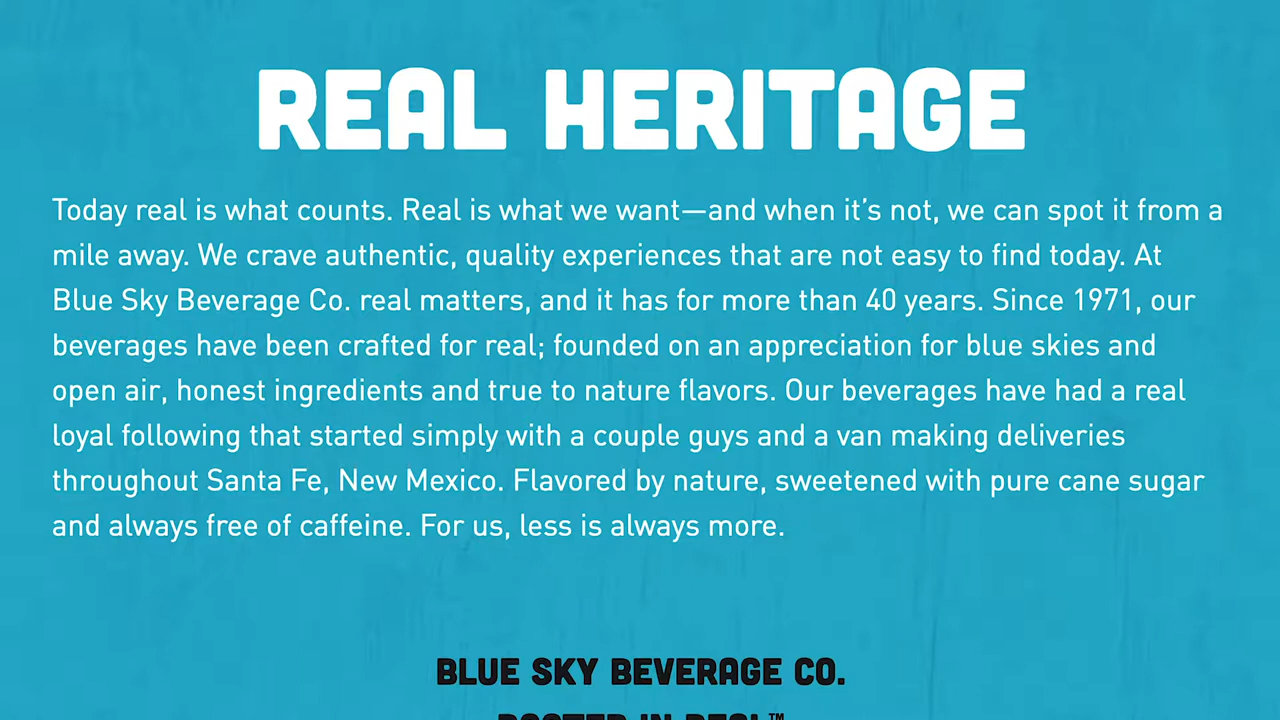 REAL HERITAGE
Today real is what counts. Real is what we want—and when it’s not, we can spot it from a
mile away. We crave authentic, quality experiences that are not easy to find today. At
Blue Sky Beverage Co. real matters, and it has for more than 40 years. Since 1971, our
beverages have been crafted for real; founded on an appreciation for blue skies and
open air, honest ingredients and true to nature flavors. Our beverages have had a real
loyal following that started simply with a couple guys and a van making deliveries
throughout Santa Fe, New Mexico. Flavored by nature, sweetened with pure cane sugar
and always free of caffeine. For us, less is always more.
BLUE SKY BEVERAGE CO.
ROOTED IN REAL™